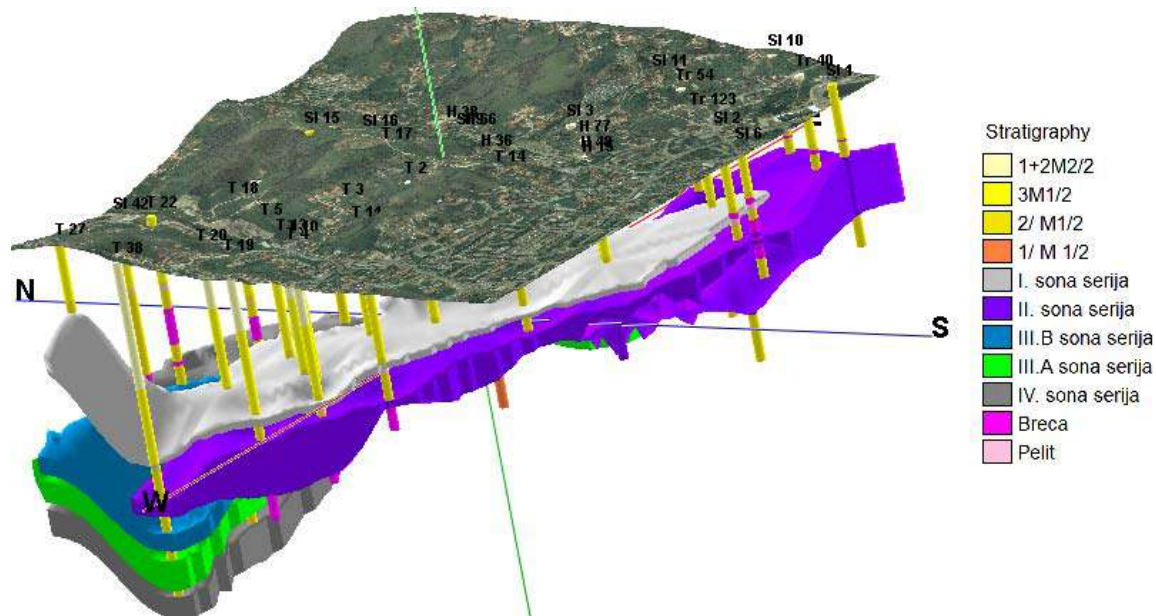 Sl 10
Sl 11
Tr 40
Tr 54
Sl 1
Sl 15
Sl 16
T 17
H 38
H 36
T 14
Sl 3
H 77
Tr 123
Sl 2
Sl 6
E
T 2
T 18
T 3
Sl 42
T 22
T 5
T 27
T 38
T 20
T 19
N
S
W
Stratigraphy
1+2M2/2
3M1/2
2/ M1/2
1/ M 1/2
I. sona serija
II. sona serija
III.B sona serija
III.A sona serija
IV. sona serija
Breca
Pelit